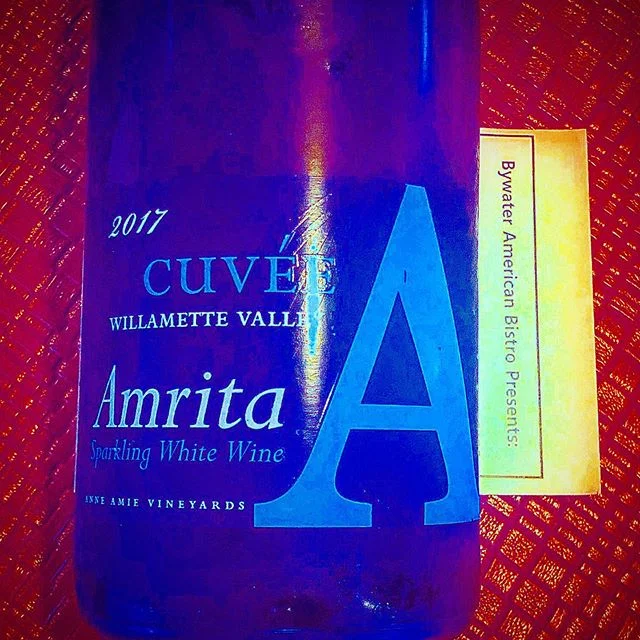 2017
CUVÉE
WILLAMETTE VALLEY
Amrita
Sparkling White Wine
ANNE AMIE VINEYARDS
A
Bywater American Bistro Presents: